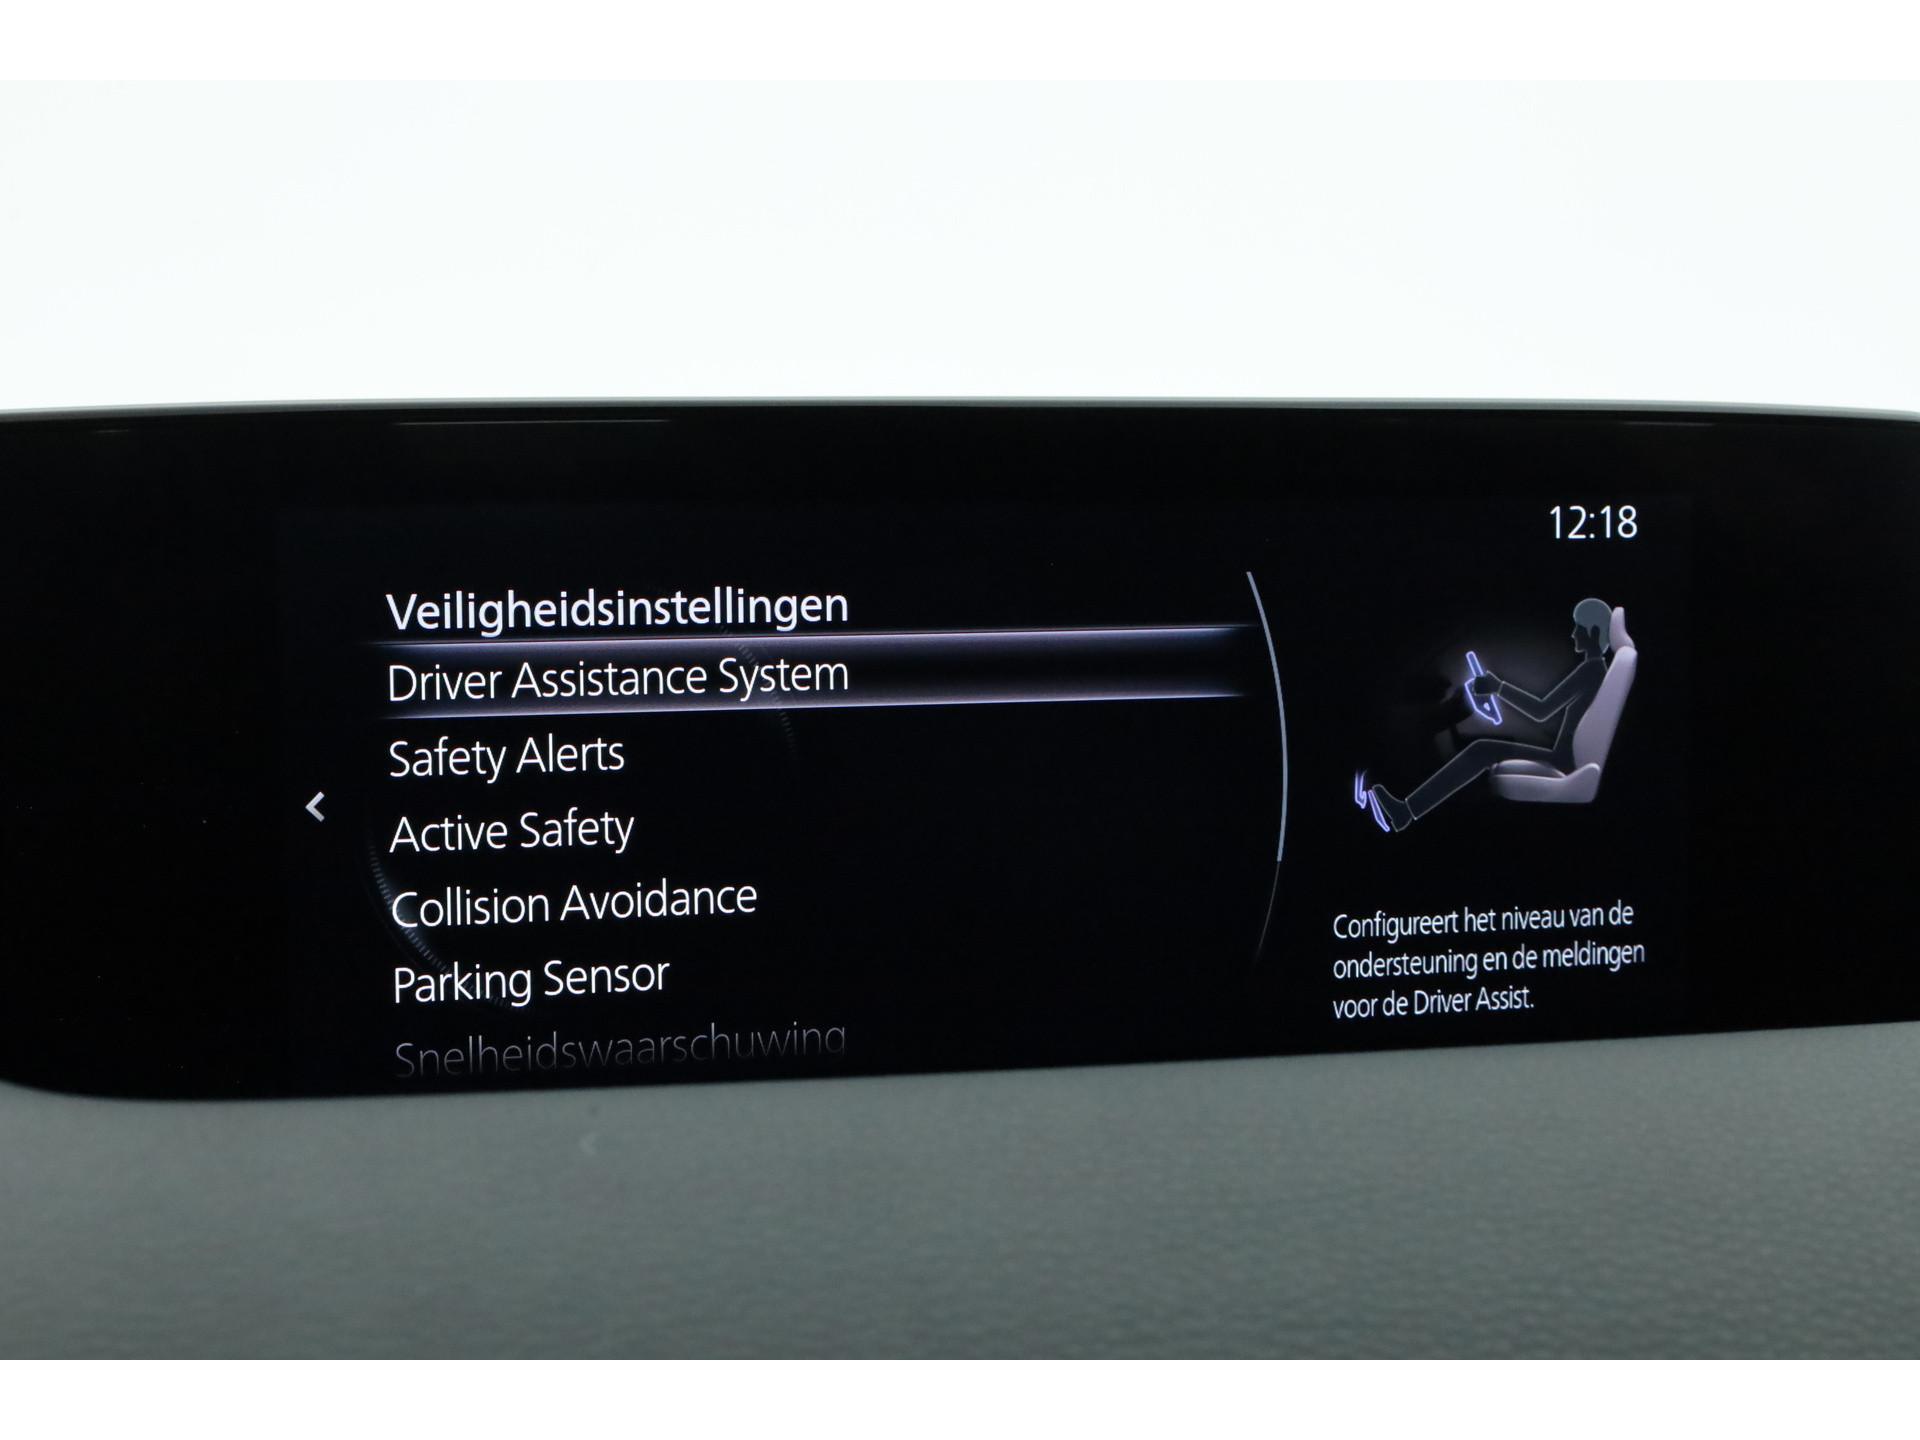 12:18
Veiligheidsinstellingen
Driver Assistance System
Safety Alerts
Active Safety
Collision Avoidance
Parking Sensor
Snelheidswaarschuwing
Configureert het niveau van de
ondersteuning en de meldingen
voor de Driver Assist.